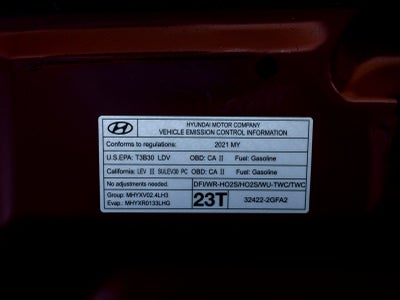 HYUNDAI MOTOR COMPANY
VEHICLE EMISSION CONTROL INFORMATION
Conforms to regulations: 2021 MY
U.S.EPA: T3B30 LDV OBD: CA II Fuel: Gasoline
California: LEV III SULEV30 PC OBD: CA II Fuel: Gasoline
No adjustments needed. DFI/WR-HO2S/HO2S/WU-TWC/TWC
Group: MHYXV02.4LH3
Evap.: MHYXR0133LHG
23T 32422-2GFA2